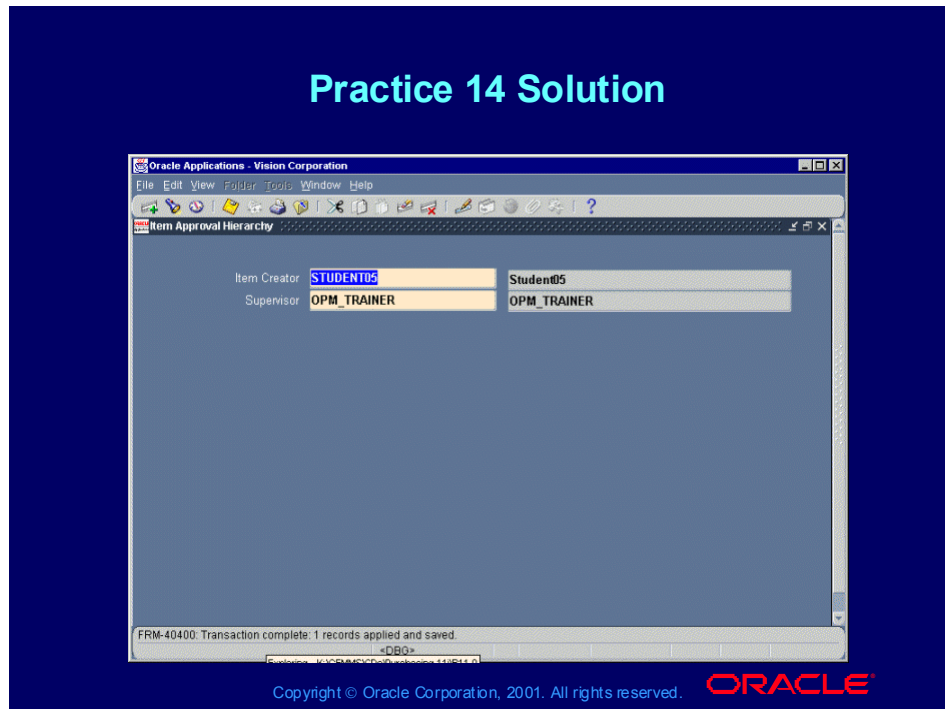 Practice 14 Solution
Oracle Applications - Vision Corporation
File Edit View Folder Tools Window Help
Item Approval Hierarchy
Item Creator STUDENT05 Student05
Supervisor OPM_TRAINER OPM_TRAINER
FRM-40400: Transaction complete: 1 records applied and saved.
<DBG>
Copyright © Oracle Corporation, 2001. All rights reserved.
ORACLE